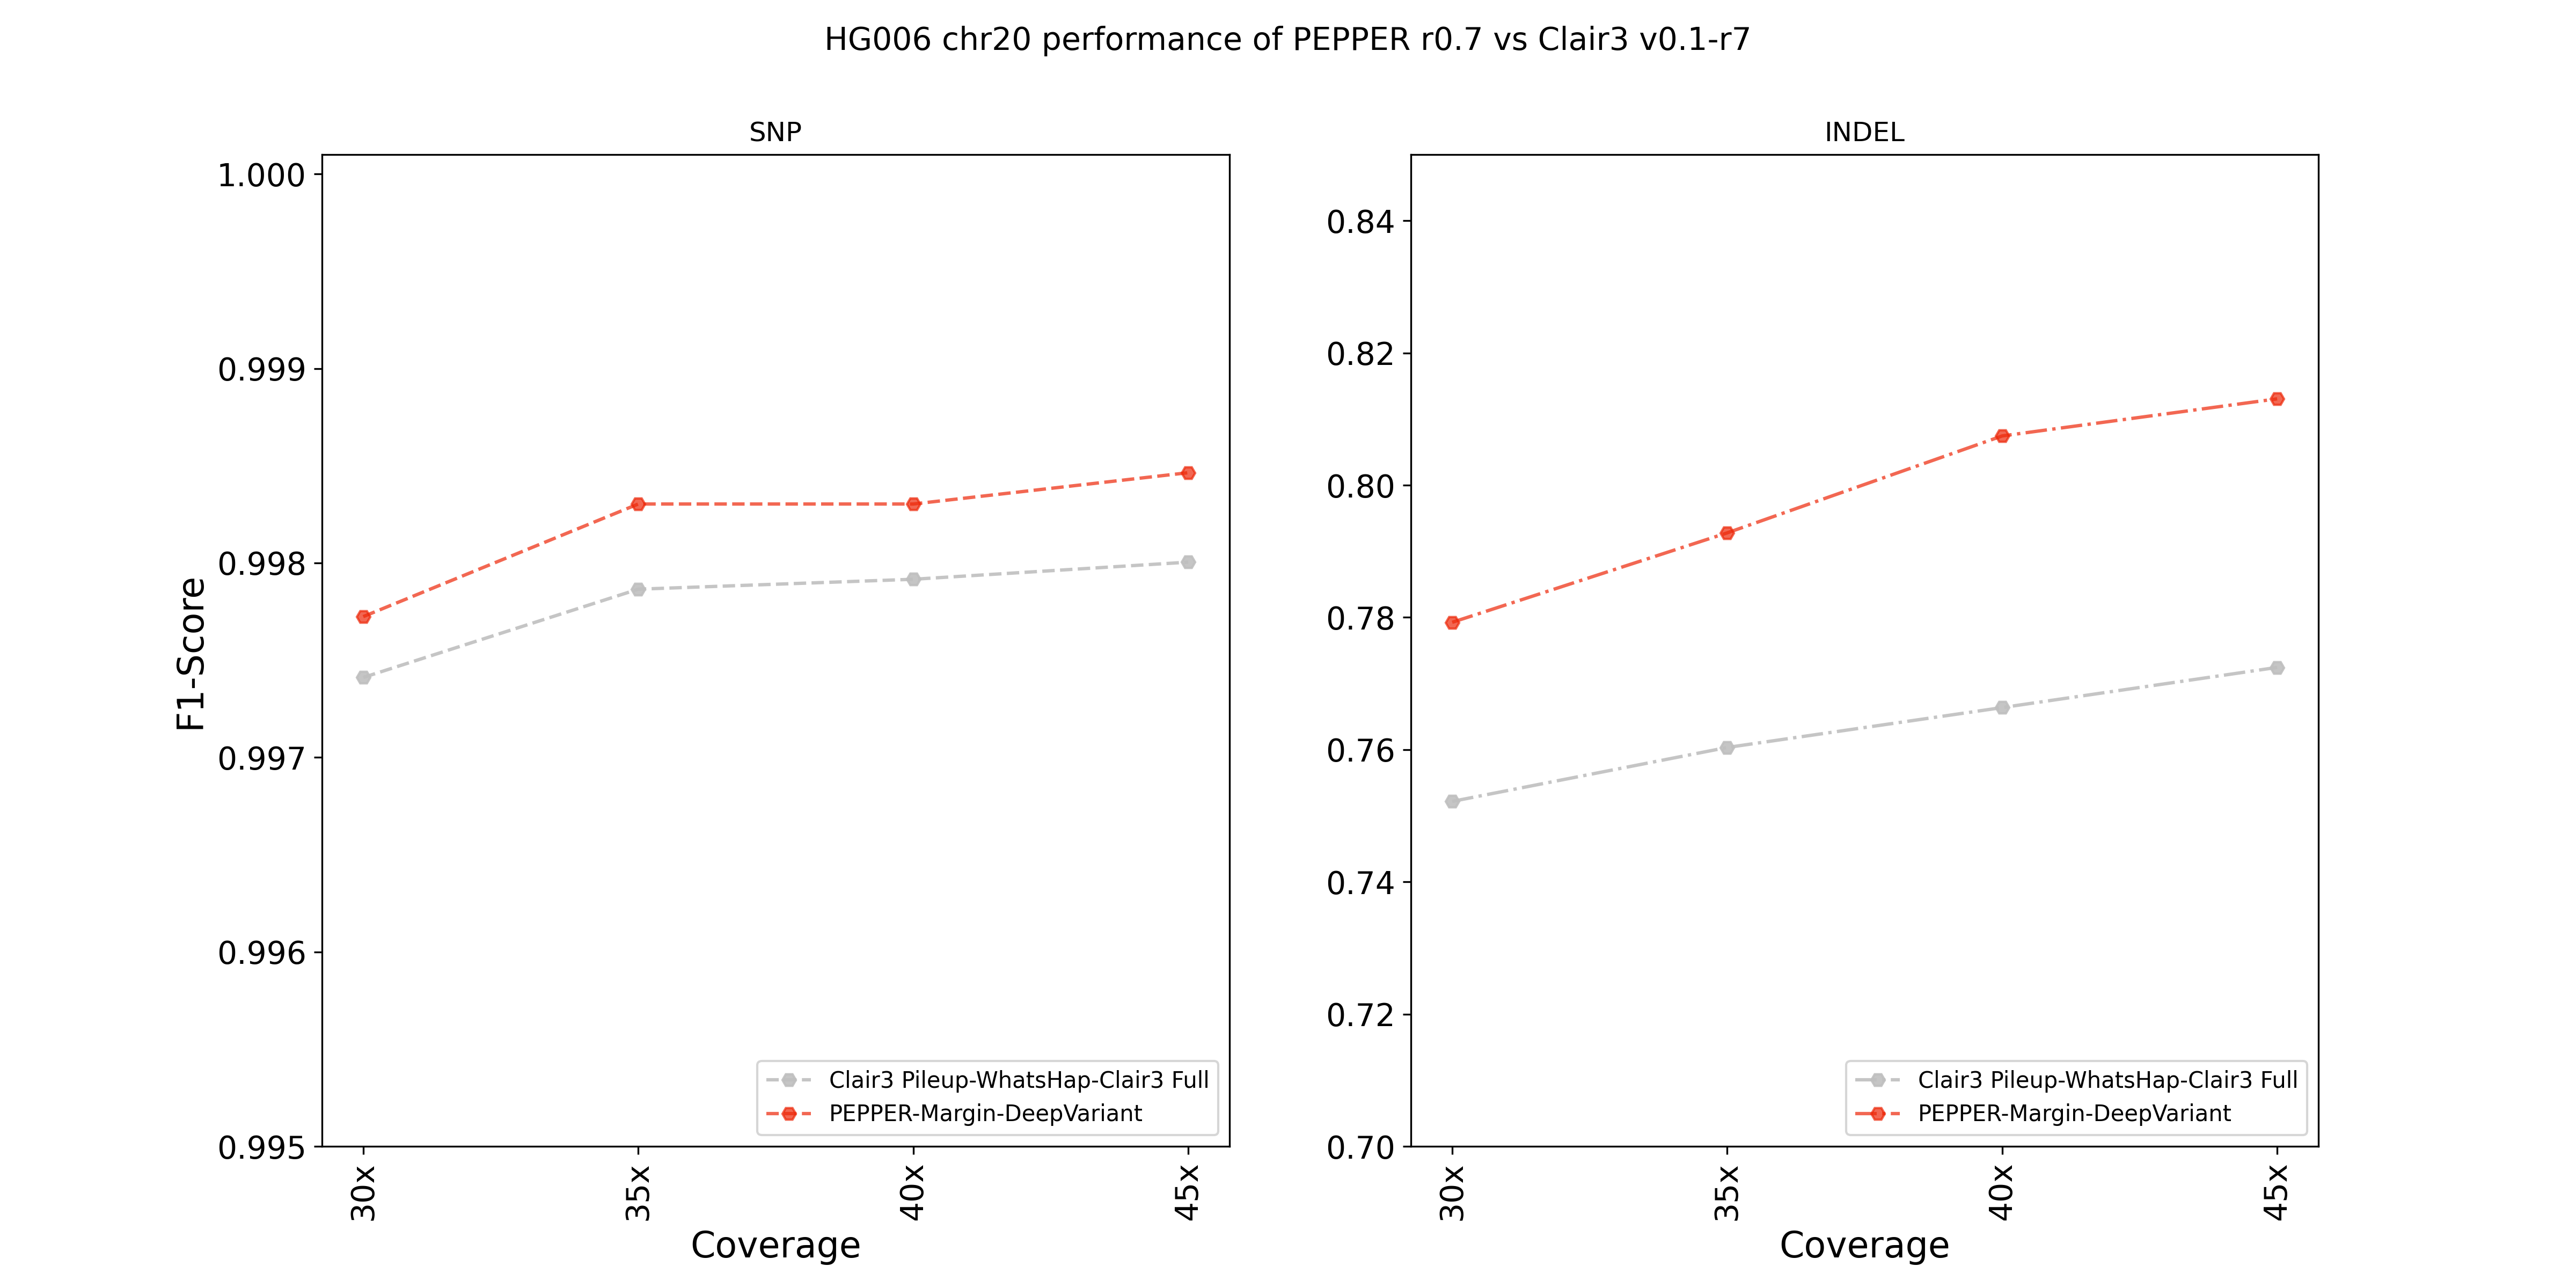 HG006 chr20 performance of PEPPER r0.7 vs Clair3 v0.1-r7
SNP
F1-Score
1.000
0.999
0.998
0.997
0.996
0.995
30x
35x
40x
45x
Coverage
Clair3 Pileup-WhatsHap-Clair3 Full
PEPPER-Margin-DeepVariant
INDEL
0.84
0.82
0.80
0.78
0.76
0.74
0.72
0.70
30x
35x
40x
45x
Coverage
Clair3 Pileup-WhatsHap-Clair3 Full
PEPPER-Margin-DeepVariant